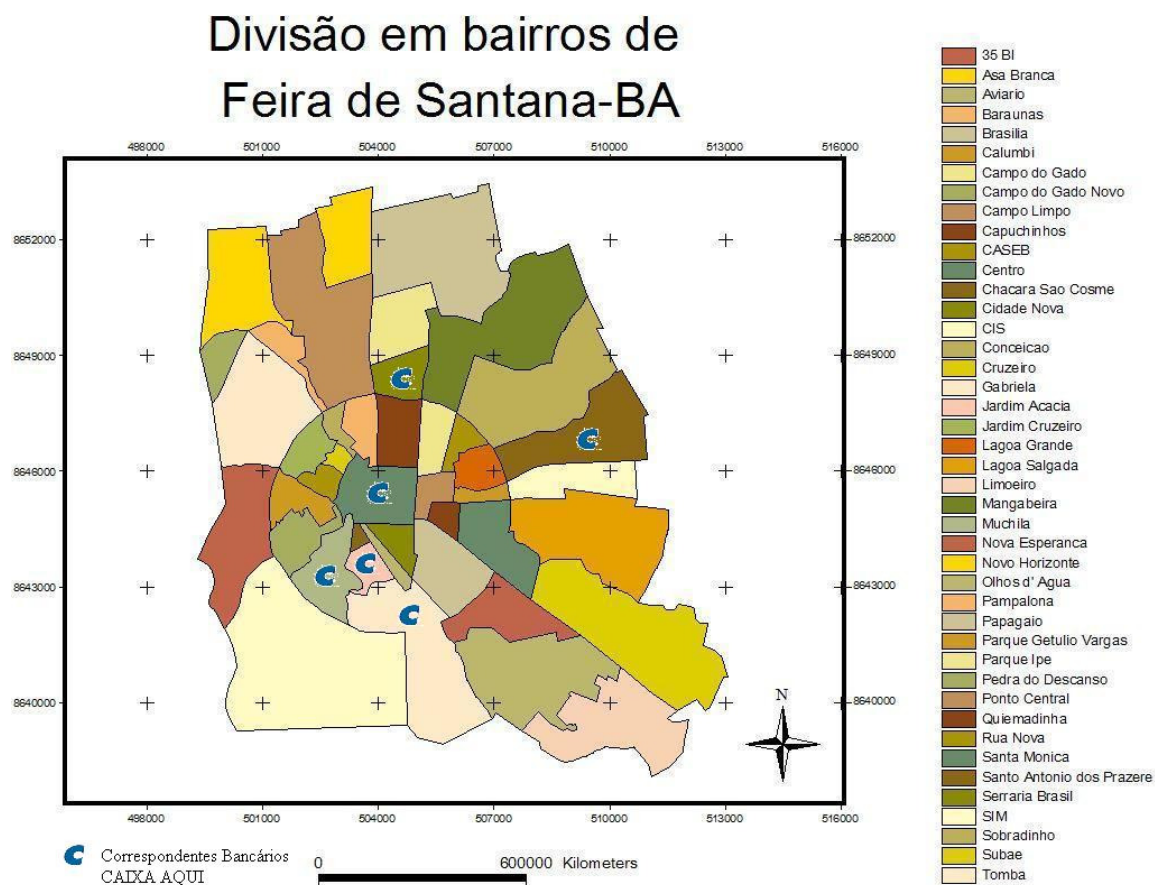 Divisão em bairros de
Feira de Santana-BA
498000 501000 504000 507000 510000 513000 516000
8652000 8652000
8649000 8649000
8646000 8646000
8643000 8643000
8640000 8640000
N
498000 501000 504000 507000 510000 513000 516000
Correspondentes Bancários
CAIXA AQUI
0 600000 Kilometers
35 BI
Asa Branca
Aviario
Baraunas
Brasilia
Calumbi
Campo do Gado
Campo do Gado Novo
Campo Limpo
Capuchinhos
CASEB
Centro
Chacara Sao Cosme
Cidade Nova
CIS
Conceicao
Cruzeiro
Gabriela
Jardim Acacia
Jardim Cruzeiro
Lagoa Grande
Lagoa Salgada
Limoeiro
Mangabeira
Muchila
Nova Esperanca
Novo Horizonte
Olhos d' Agua
Pampalona
Papagaio
Parque Getulio Vargas
Parque Ipe
Pedra do Descanso
Ponto Central
Quiemadinha
Rua Nova
Santa Monica
Santo Antonio dos Prazere
Serraria Brasil
SIM
Sobradinho
Subae
Tomba